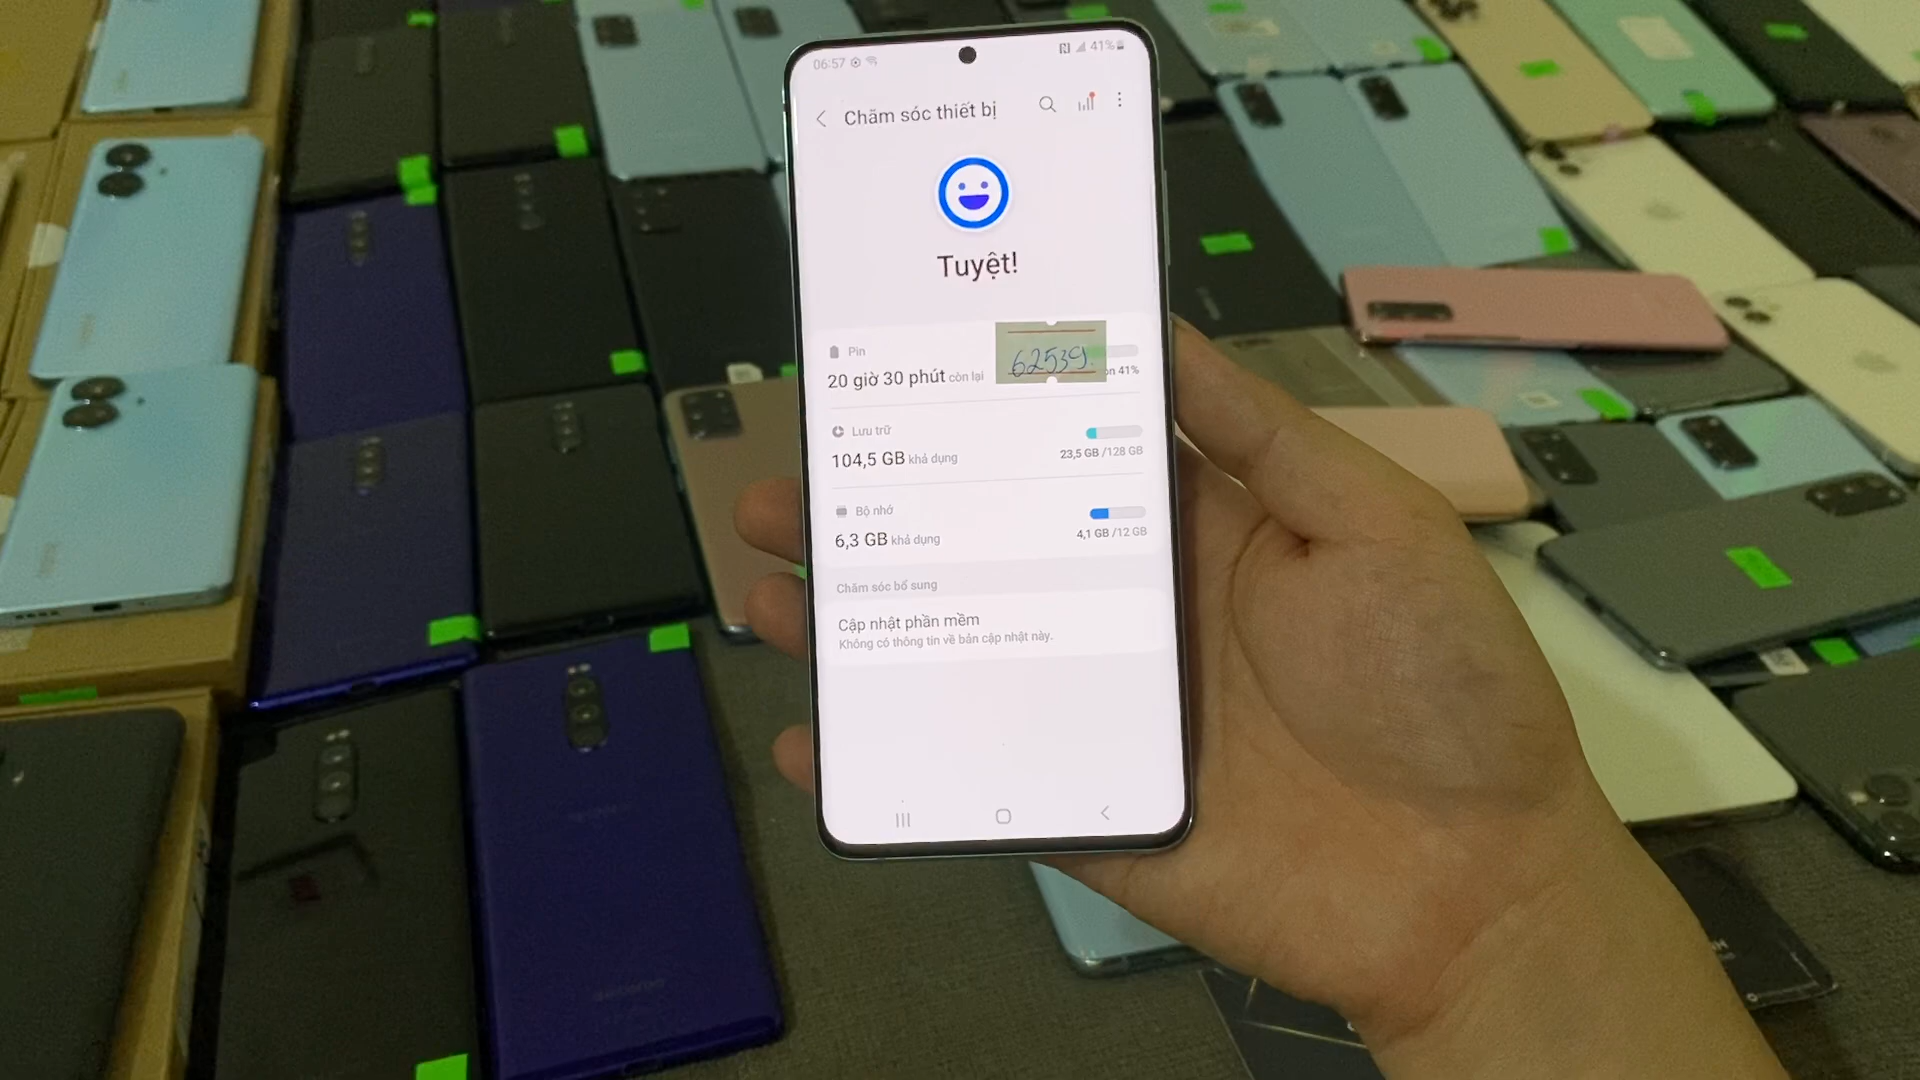 06:57
41%
Chăm sóc thiết bị
Tuyệt!
Pin
20 giờ 30 phút còn lại
62539.
41%
Lưu trữ
104,5 GB khả dụng
23,5 GB /128 GB
Bộ nhớ
6,3 GB khả dụng
4,1 GB /12 GB
Chăm sóc bổ sung
Cập nhật phần mềm
Không có thông tin về bản cập nhật này.